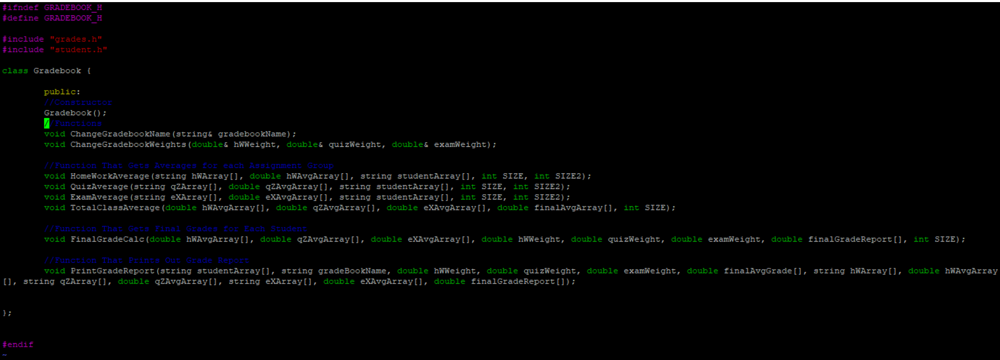 #ifndef GRADEBOOK_H
#define GRADEBOOK_H
#include "grades.h"
#include "student.h"
class Gradebook {
public:
//Constructor
Gradebook();
//Functions
void ChangeGradebookName(string& gradebookName);
void ChangeGradebookWeights(double& hWWeight, double& quizWeight, double& examWeight);
//Function That Gets Averages for each Assignment Group
void HomeWorkAverage(string hWArray[], double hWAvgArray[], string studentArray[], int SIZE, int SIZE2);
void QuizAverage(string qZArray[], double qZAvgArray[], string studentArray[], int SIZE, int SIZE2);
void ExamAverage(string eXArray[], double eXAvgArray[], string studentArray[], int SIZE, int SIZE2);
void TotalClassAverage(double hWAvgArray[], double qZAvgArray[], double eXAvgArray[], double finalAvgArray[], int SIZE);
//Function That Gets Final Grades for Each Student
void FinalGradeCalc(double hWAvgArray[], double qZAvgArray[], double eXAvgArray[], double hWWeight, double quizWeight, double examWeight, double finalGradeReport[], int SIZE);
//Function That Prints Out Grade Report
void PrintGradeReport(string studentArray[], string gradeBookName, double hWWeight, double quizWeight, double examWeight, double finalAvgGrade[], string hWArray[], double hWAvgArray
[], string qZArray[], double qZAvgArray[], string eXArray[], double eXAvgArray[], double finalGradeReport[]);
};
#endif
~